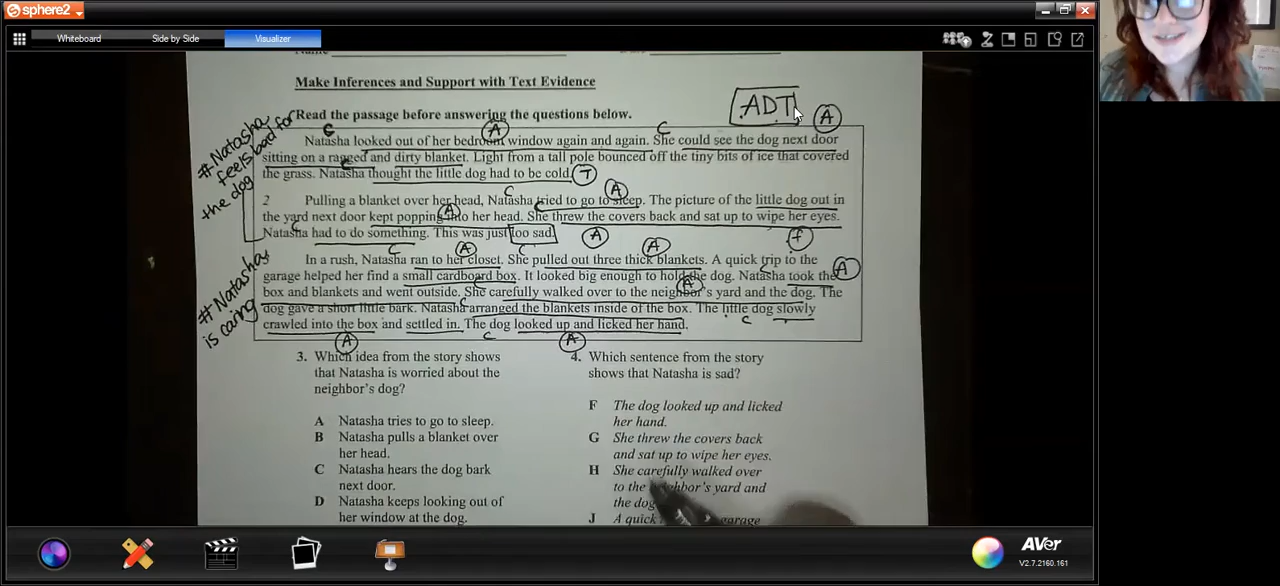 sphere2
Whiteboard
Side by Side
Visualizer
Make Inferences and Support with Text Evidence
ADT
Read the passage before answering the questions below.
A
C
A
C
Natasha looked out of her bedroom window again and again. She could see the dog next door
sitting on a ragged and dirty blanket. Light from a tall pole bounced off the tiny bits of ice that covered
the grass. Natasha thought the little dog had to be cold. T
#Natasha
feels bad for
the dog
C
A
2 Pulling a blanket over her head, Natasha tried to go to sleep. The picture of the little dog out in
the yard next door kept popping into her head. She threw the covers back and sat up to wipe her eyes.
Natasha had to do something. This was just too sad.
A
A
f
C
A
C
A
In a rush, Natasha ran to her closet. She pulled out three thick blankets. A quick trip to the
garage helped her find a small cardboard box. It looked big enough to hold the dog. Natasha took the
A
box and blankets and went outside. She carefully walked over to the neighbor's yard and the dog. The
dog gave a short little bark. Natasha arranged the blankets inside of the box. The little dog slowly
crawled into the box and settled in. The dog looked up and licked her hand.
#Natasha
is caring
A
C
A
C
3. Which idea from the story shows
that Natasha is worried about the
neighbor's dog?
A Natasha tries to go to sleep.
B Natasha pulls a blanket over
her head.
C Natasha hears the dog bark
next door.
D Natasha keeps looking out of
her window at the dog.
4. Which sentence from the story
shows that Natasha is sad?
F The dog looked up and licked
her hand.
G She threw the covers back
and sat up to wipe her eyes.
H She carefully walked over
to the neighbor's yard and
the dog
J A quick garage
AVer
V2.7.2160.161